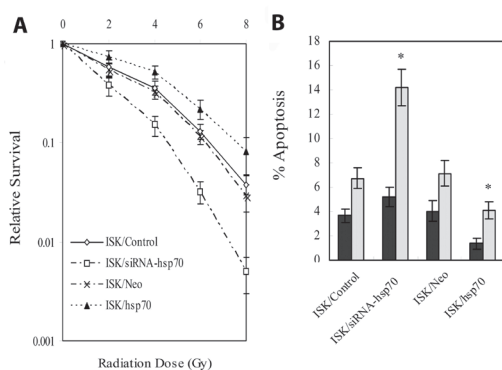 A
0 2 4 6 8
1
0.1
0.01
0.001
Relative Survival
ISK/Control
ISK/siRNA-hsp70
ISK/Neo
ISK/hsp70
Radiation Dose (Gy)
B
18
16
14
12
10
8
6
4
2
0
% Apoptosis
*
*
ISK/Control
ISK/siRNA-hsp70
ISK/Neo
ISK/hsp70